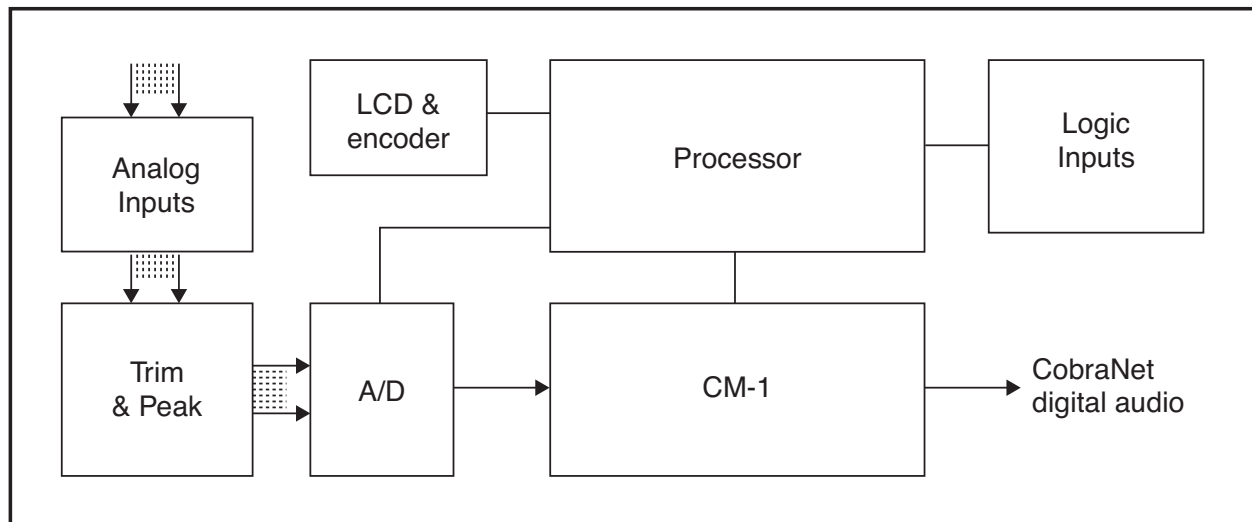 LCD &
encoder
Processor
Logic
Inputs
Analog
Inputs
Trim
& Peak
A/D
CM-1
CobraNet
digital audio